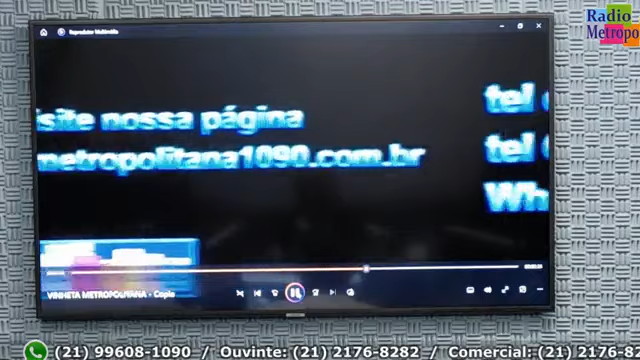 Radio
Metropo
Reprodutor Multimídia
isite nossa página
metropolitana1090.com.br
tel
tel
Wh
VINHETA METROPOLITANA - Copia
(21) 99608-1090 / Ouvinte: (21) 2176-8282 / Comercial: (21) 2176-8